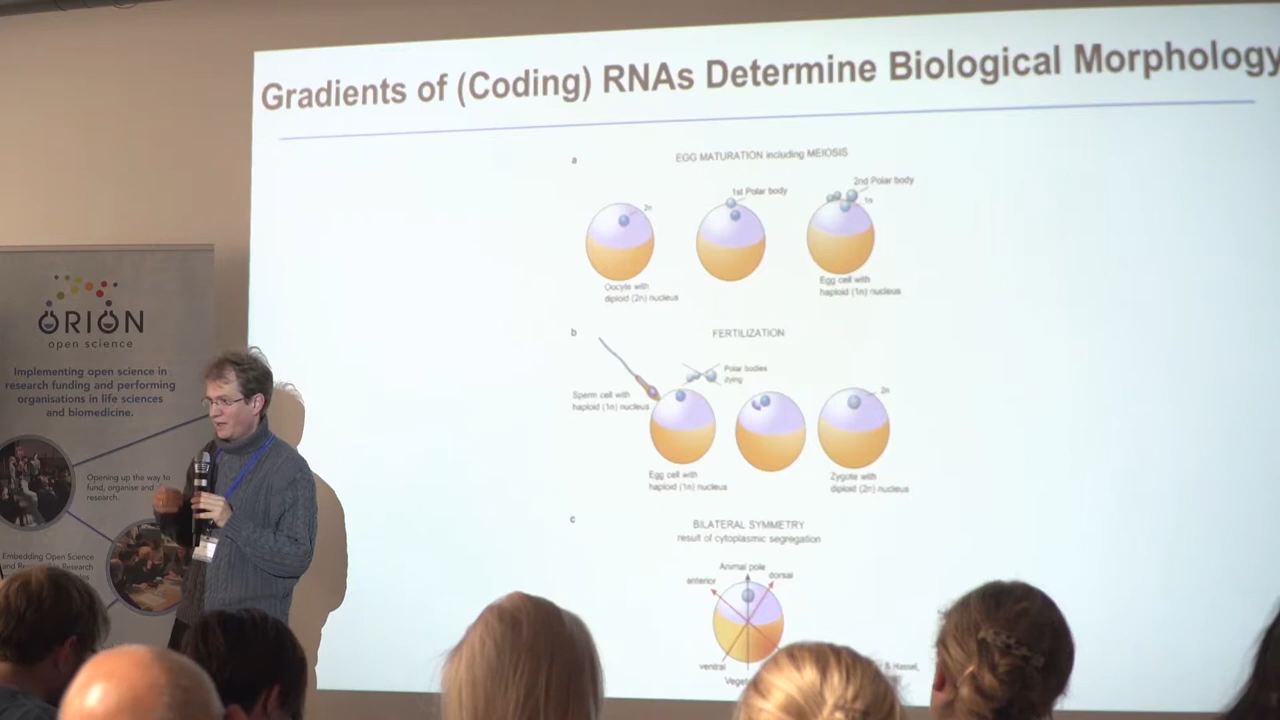 Gradients of (Coding) RNAs Determine Biological Morphology
a
EGG MATURATION including MEIOSIS
1st Polar body
2nd Polar body
2n
1n
Oocyte with
diploid (2n) nucleus
Egg cell with
haploid (1n) nucleus
b
FERTILIZATION
Polar bodies
dying
Sperm cell with
haploid (1n) nucleus
2n
Egg cell with
haploid (1n) nucleus
Zygote with
diploid (2n) nucleus
c
BILATERAL SYMMETRY
result of cytoplasmic segregation
Animal pole
anterior
dorsal
ventral
ORION
open science
Implementing open science in
research funding and performing
organisations in life sciences
and biomedicine.
Opening up the way to
fund, organise and
research.
Embedding Open Science
and Research